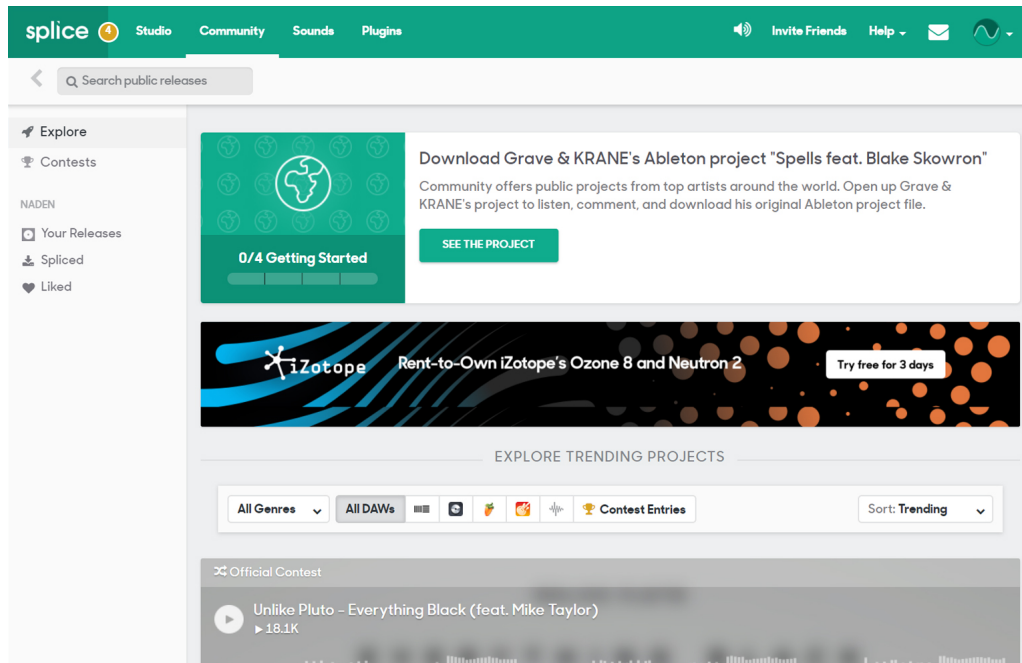 splice 4 Studio Community Sounds Plugins Invite Friends Help
Search public releases
Explore
Contests
NADEN
Your Releases
Spliced
Liked
0/4 Getting Started
Download Grave & KRANE's Ableton project "Spells feat. Blake Skowron"
Community offers public projects from top artists around the world. Open up Grave &
KRANE's project to listen, comment, and download his original Ableton project file.
SEE THE PROJECT
iZotope Rent-to-Own iZotope's Ozone 8 and Neutron 2 Try free for 3 days
EXPLORE TRENDING PROJECTS
All Genres All DAWs Contest Entries Sort: Trending
Official Contest
Unlike Pluto - Everything Black (feat. Mike Taylor)
18.1K